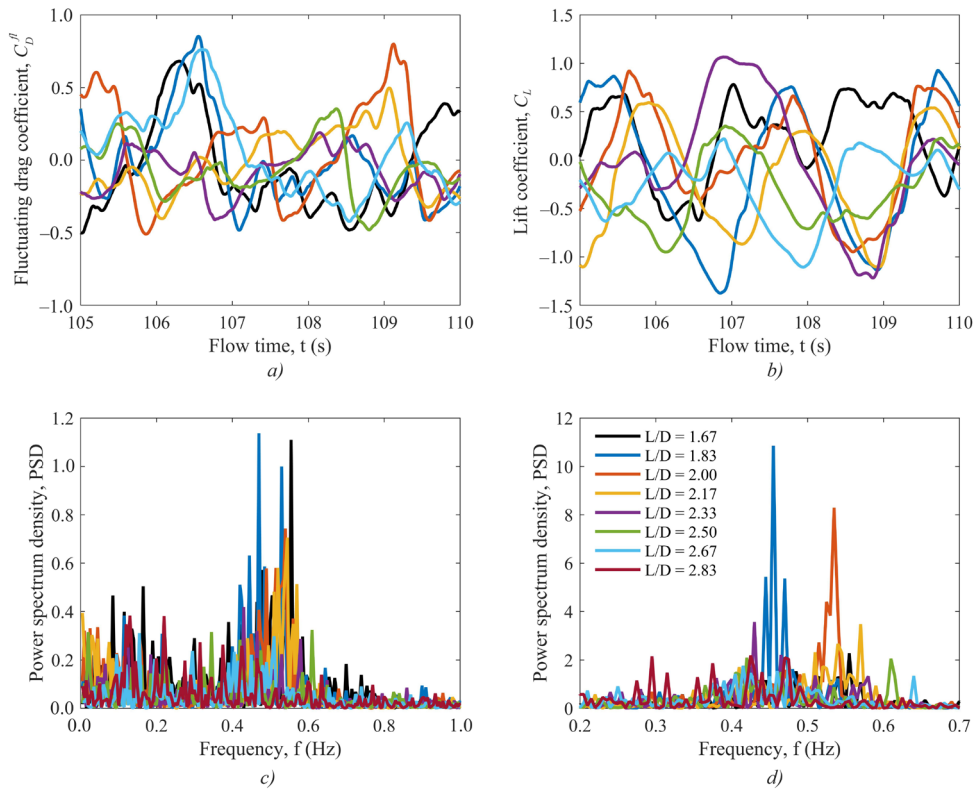 1.0
0.5
0.0
−0.5
−1.0
Fluctuating drag coefficient, C_D^fl
105 106 107 108 109 110
Flow time, t (s)
a)
1.5
1.0
0.5
0.0
−0.5
−1.0
−1.5
Lift coefficient, C_L
105 106 107 108 109 110
Flow time, t (s)
b)
1.2
1.0
0.8
0.6
0.4
0.2
0.0
Power spectrum density, PSD
0.0 0.2 0.4 0.6 0.8 1.0
Frequency, f (Hz)
c)
12
10
8
6
4
2
0
Power spectrum density, PSD
L/D = 1.67
L/D = 1.83
L/D = 2.00
L/D = 2.17
L/D = 2.33
L/D = 2.50
L/D = 2.67
L/D = 2.83
0.2 0.3 0.4 0.5 0.6 0.7
Frequency, f (Hz)
d)